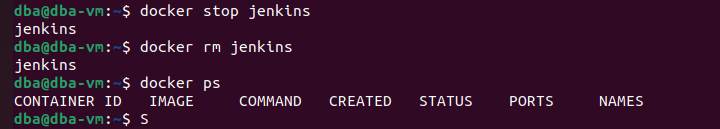 dba@dba-vm:~$ docker stop jenkins
jenkins
dba@dba-vm:~$ docker rm jenkins
jenkins
dba@dba-vm:~$ docker ps
CONTAINER ID   IMAGE     COMMAND   CREATED   STATUS    PORTS     NAMES
dba@dba-vm:~$ S